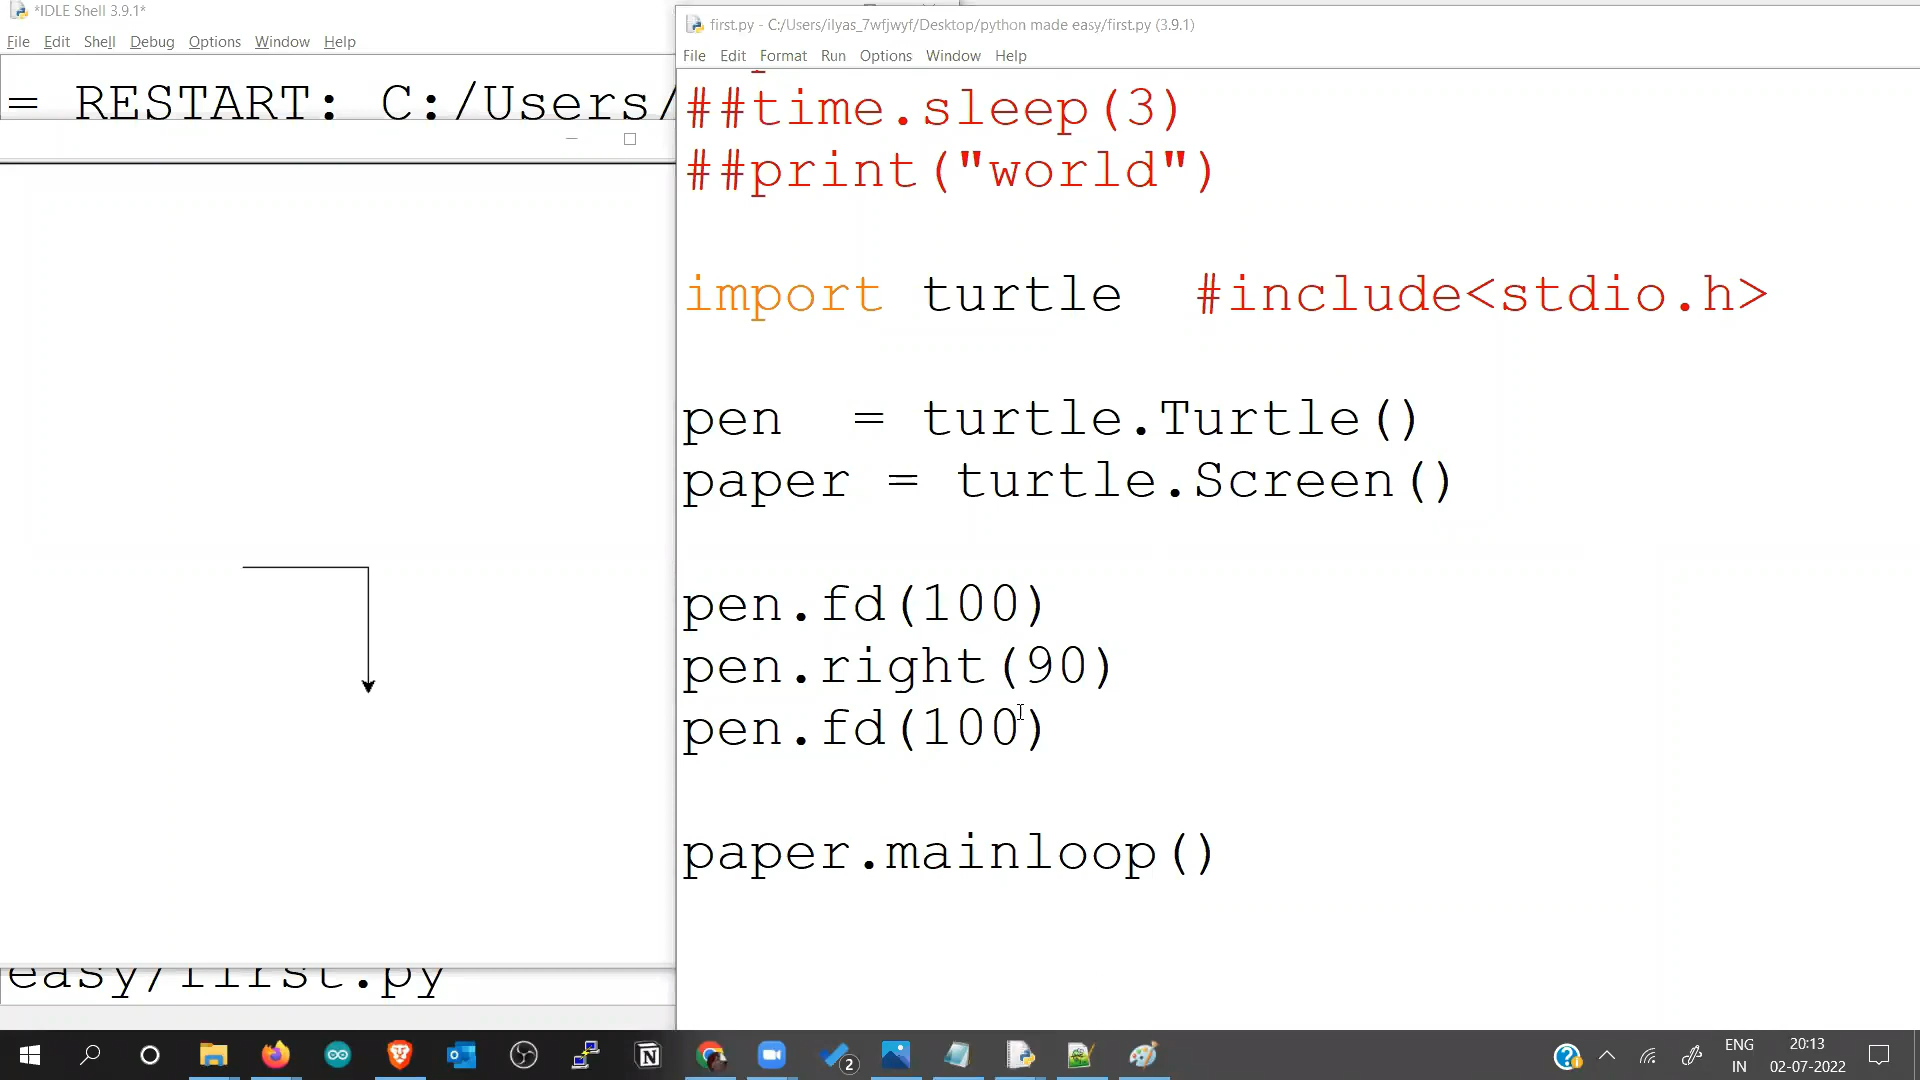 *IDLE Shell 3.9.1*
File Edit Shell Debug Options Window Help
= RESTART: C:/Users/
easy/first.py
first.py - C:/Users/ilyas_7wfjwyf/Desktop/python made easy/first.py (3.9.1)
File Edit Format Run Options Window Help
##time.sleep(3)
##print("world")
import turtle  #include<stdio.h>
pen  = turtle.Turtle()
paper = turtle.Screen()
pen.fd(100)
pen.right(90)
pen.fd(100)
paper.mainloop()
2
ENG
IN
20:13
02-07-2022